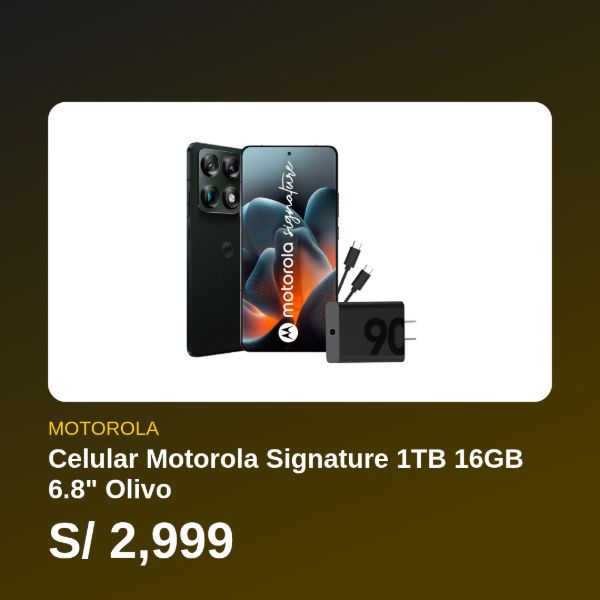 motorola signature
90
MOTOROLA
Celular Motorola Signature 1TB 16GB
6.8" Olivo
S/ 2,999